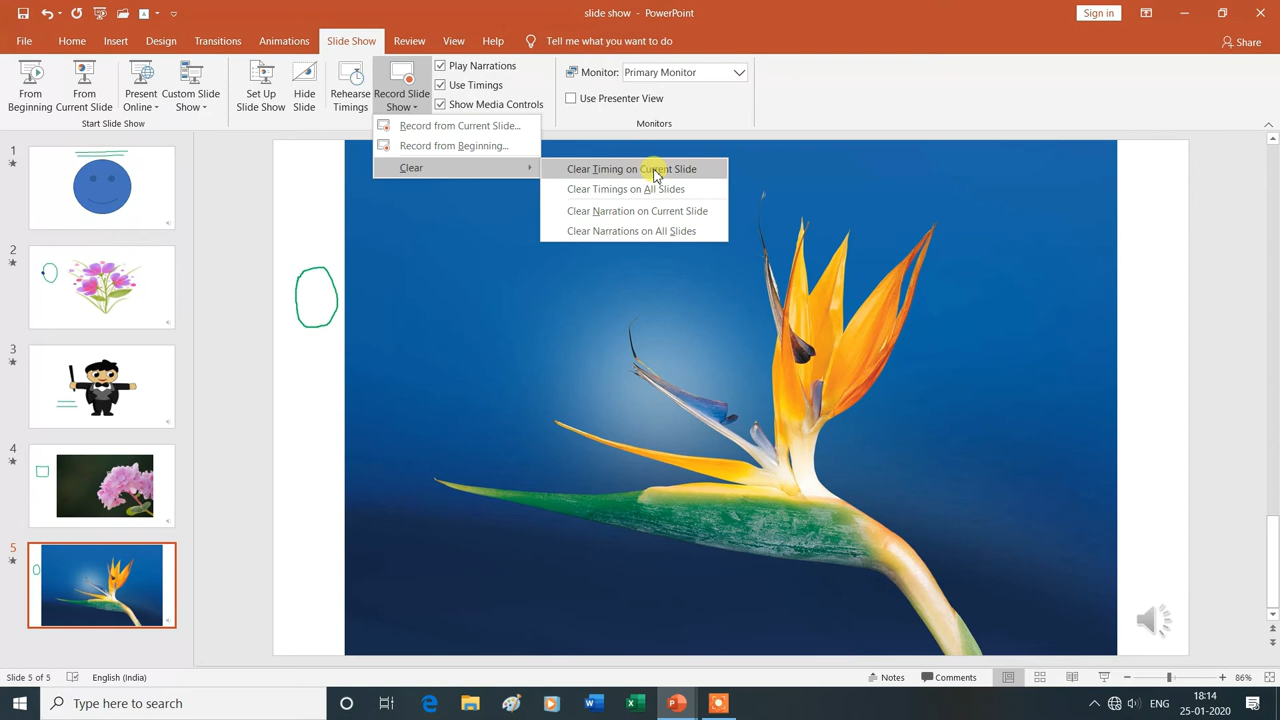 slide show - PowerPoint
Sign in
File Home Insert Design Transitions Animations Slide Show Review View Help Tell me what you want to do
Share
From Beginning
From Current Slide
Present Online
Custom Slide Show
Start Slide Show
Set Up Slide Show
Hide Slide
Rehearse Timings
Record Slide Show
Play Narrations
Use Timings
Show Media Controls
Monitor: Primary Monitor
Use Presenter View
Monitors
Record from Current Slide...
Record from Beginning...
Clear
Clear Timing on Current Slide
Clear Timings on All Slides
Clear Narration on Current Slide
Clear Narrations on All Slides
1
2
3
4
5
Slide 5 of 5 English (India)
Notes Comments 86%
Type here to search
18:14
25-01-2020